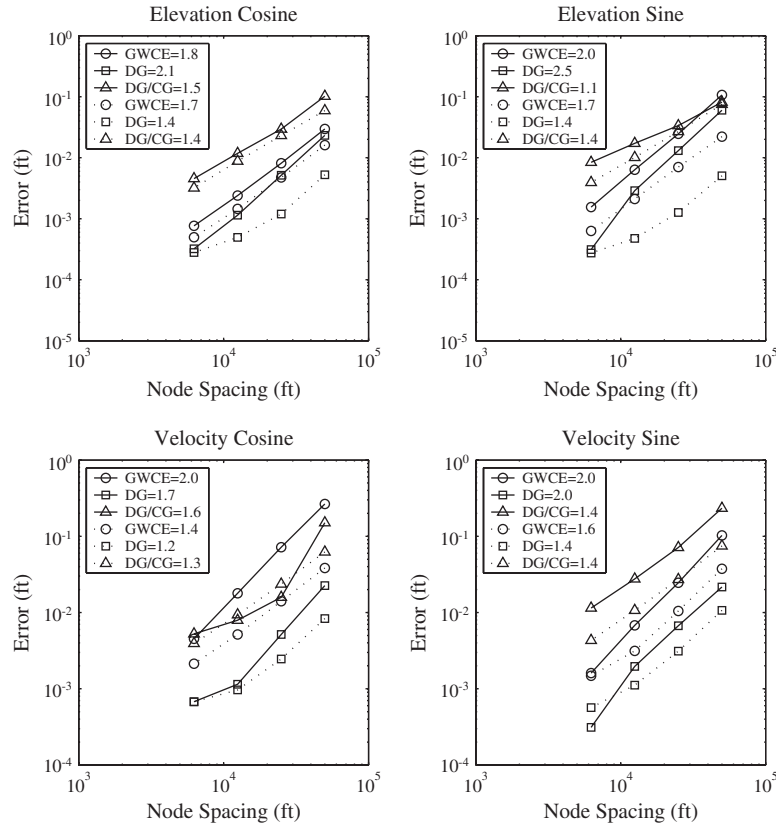 Elevation Cosine
10^0
10^-1
10^-2
10^-3
10^-4
10^-5
Error (ft)
GWCE=1.8
DG=2.1
DG/CG=1.5
GWCE=1.7
DG=1.4
DG/CG=1.4
10^3
10^4
10^5
Node Spacing (ft)
Elevation Sine
10^0
10^-1
10^-2
10^-3
10^-4
10^-5
Error (ft)
GWCE=2.0
DG=2.5
DG/CG=1.1
GWCE=1.7
DG=1.4
DG/CG=1.4
10^3
10^4
10^5
Node Spacing (ft)
Velocity Cosine
10^0
10^-1
10^-2
10^-3
10^-4
Error (ft)
GWCE=2.0
DG=1.7
DG/CG=1.6
GWCE=1.4
DG=1.2
DG/CG=1.3
10^3
10^4
10^5
Node Spacing (ft)
Velocity Sine
10^0
10^-1
10^-2
10^-3
10^-4
Error (ft)
GWCE=2.0
DG=2.0
DG/CG=1.4
GWCE=1.6
DG=1.4
DG/CG=1.4
10^3
10^4
10^5
Node Spacing (ft)